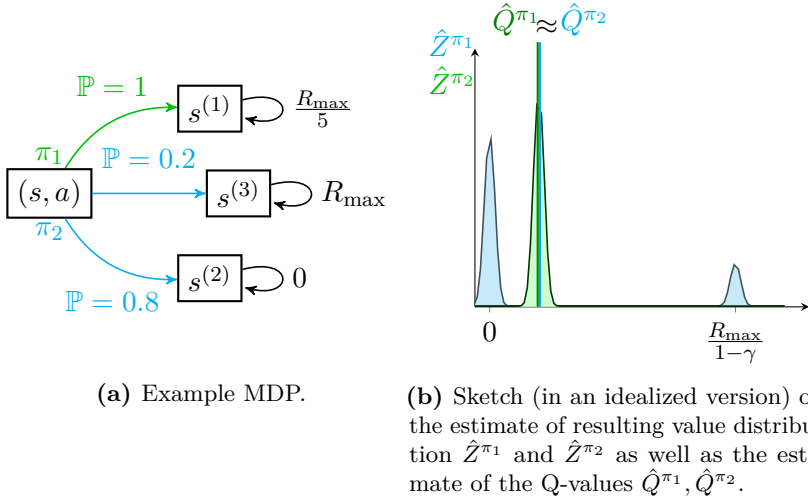 ℙ = 1
s⁽¹⁾
R_max/5
π₁
ℙ = 0.2
(s, a)
s⁽³⁾
R_max
π₂
s⁽²⁾
0
ℙ = 0.8
(a) Example MDP.
Q̂^π₁ ≈ Q̂^π₂
Ẑ^π₁
Ẑ^π₂
0
R_max/1−γ
(b) Sketch (in an idealized version) o
the estimate of resulting value distribu
tion Ẑ^π₁ and Ẑ^π₂ as well as the est
mate of the Q-values Q̂^π₁, Q̂^π₂.